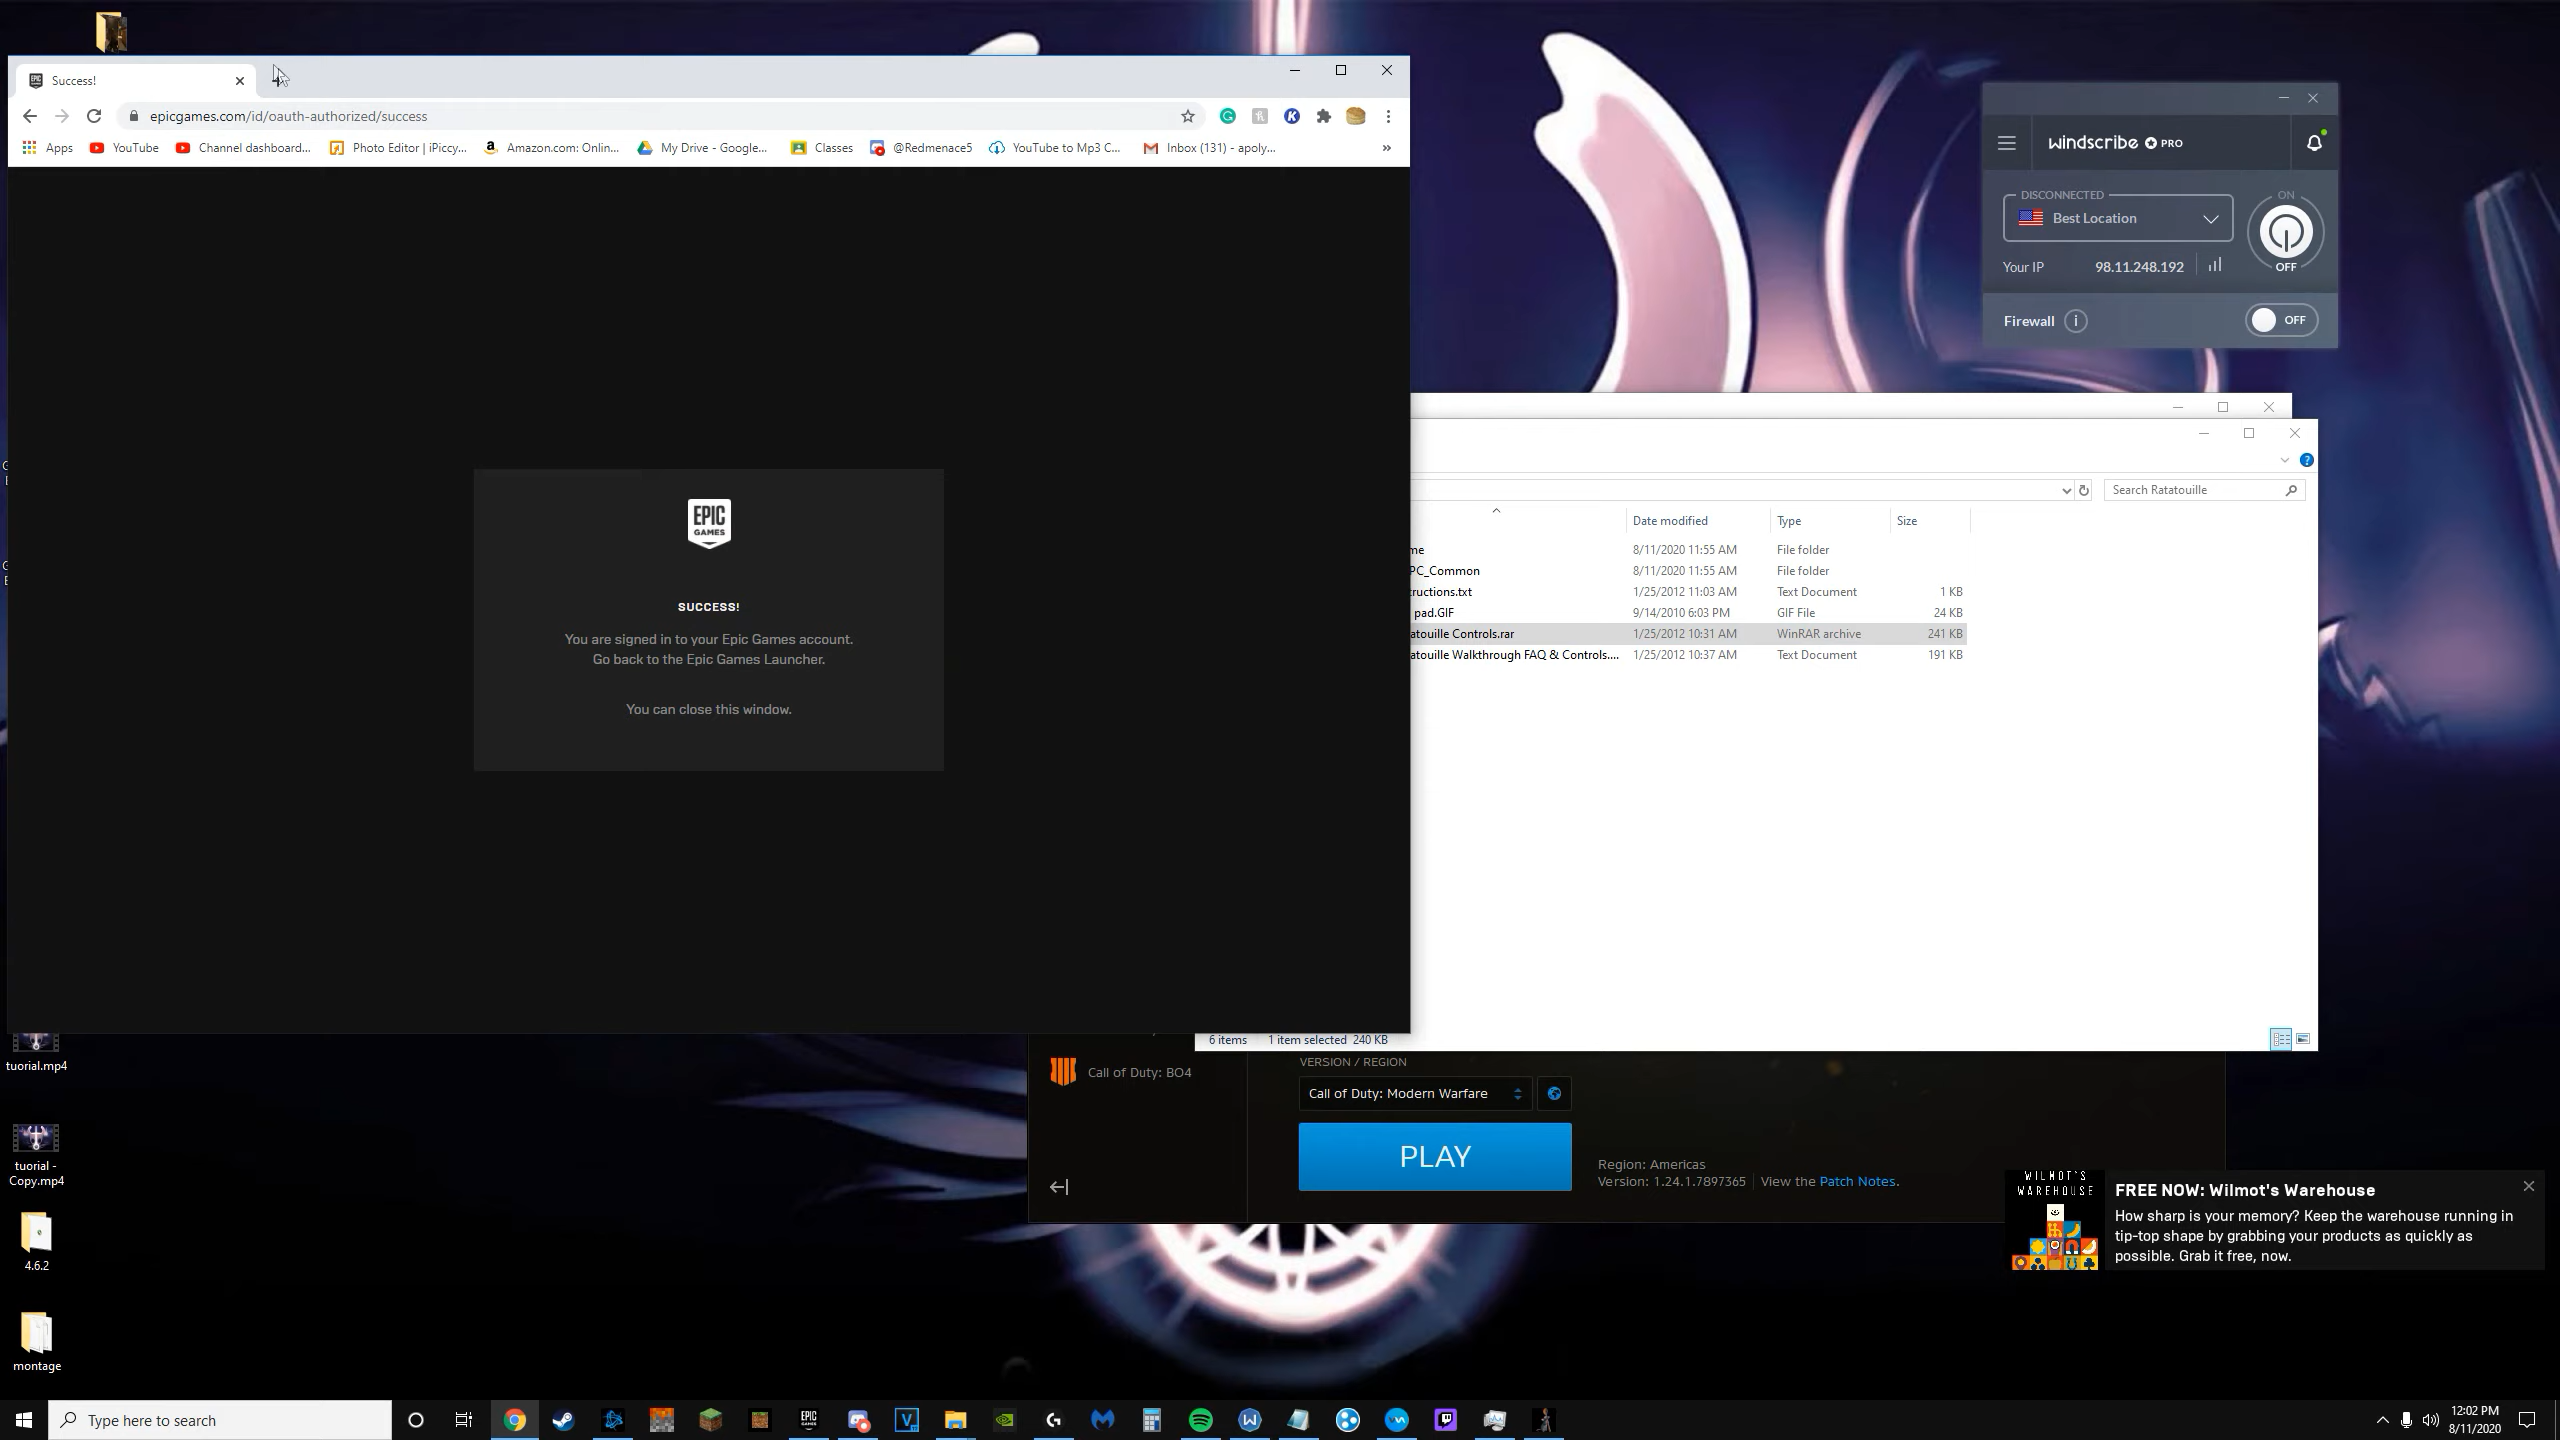 Success!
epicgames.com/id/oauth-authorized/success
Apps
YouTube
Channel dashboard...
Photo Editor | iPiccy...
Amazon.com: Onlin...
My Drive - Google...
Classes
@Redmenace5
YouTube to Mp3 C...
Inbox (131) - apoly...
»
EPIC
GAMES
SUCCESS!
You are signed in to your Epic Games account.
Go back to the Epic Games Launcher.
You can close this window.
windscribe PRO
DISCONNECTED
Best Location
ON
OFF
Your IP 98.11.248.192
Firewall
OFF
Search Ratatouille
Date modified Type Size
me 8/11/2020 11:55 AM File folder
PC_Common 8/11/2020 11:55 AM File folder
tructions.txt 1/25/2012 11:03 AM Text Document 1 KB
pad.GIF 9/14/2010 6:03 PM GIF File 24 KB
atouille Controls.rar 1/25/2012 10:31 AM WinRAR archive 241 KB
atouille Walkthrough FAQ & Controls.... 1/25/2012 10:37 AM Text Document 191 KB
6 items 1 item selected 240 KB
Call of Duty: BO4
VERSION / REGION
Call of Duty: Modern Warfare
PLAY
Region: Americas
Version: 1.24.1.7897365 | View the Patch Notes.
WILMOT'S
WAREHOUSE
FREE NOW: Wilmot's Warehouse
How sharp is your memory? Keep the warehouse running in
tip-top shape by grabbing your products as quickly as
possible. Grab it free, now.
tuorial.mp4
tuorial -
Copy.mp4
4.6.2
montage
Type here to search
12:02 PM
8/11/2020